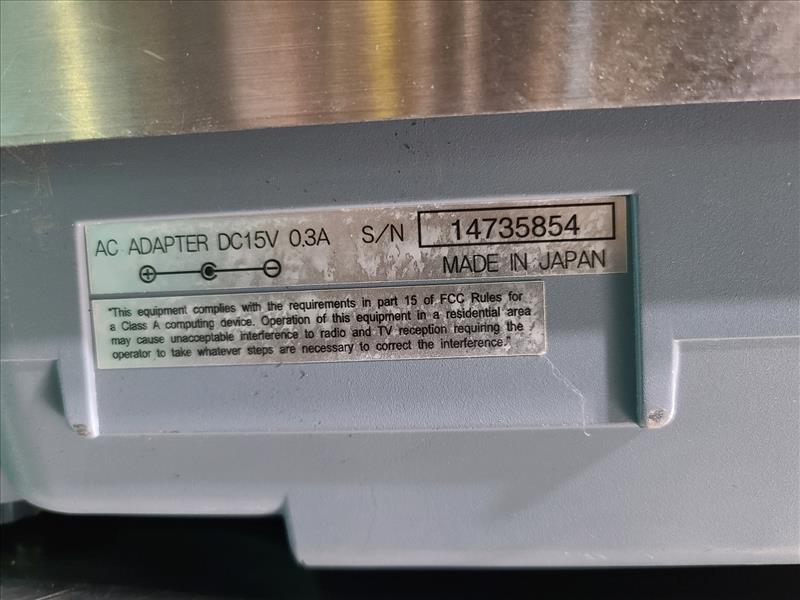 AC ADAPTER DC15V 0.3A S/N 14735854
MADE IN JAPAN
"This equipment complies with the requirements in part 15 of FCC Rules for
a Class A computing device. Operation of this equipment in a residential area
may cause unacceptable interference to radio and TV reception requiring the
operator to take whatever steps are necessary to correct the interference."